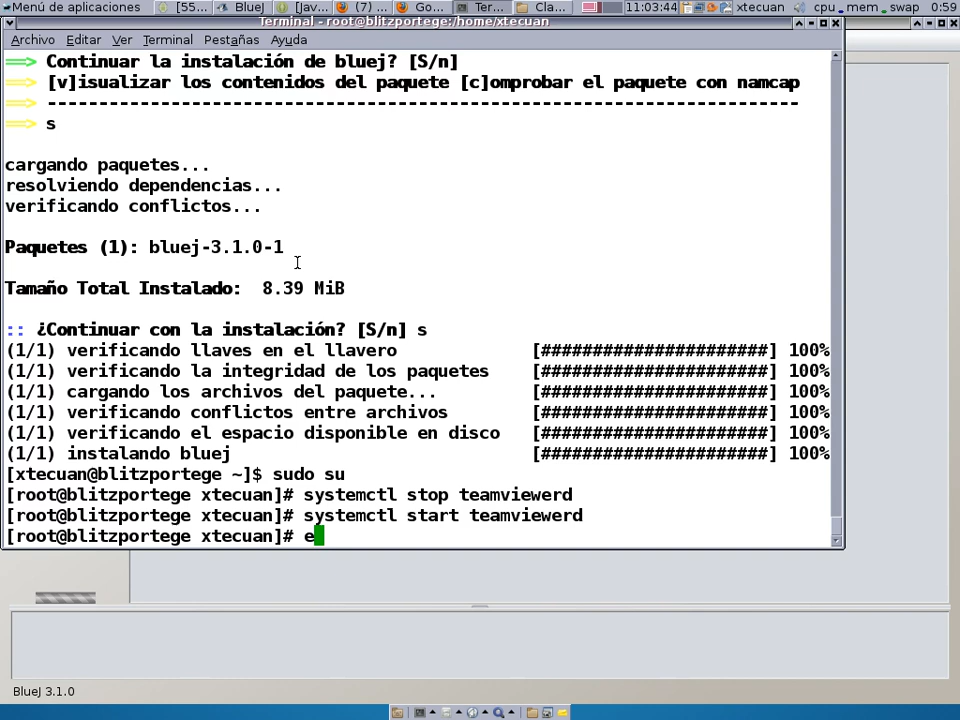 Menú de aplicaciones [55... BlueJ [Jav... (7) ... Go... Ter... Cla... 11:03:44 xtecuan cpu mem swap 0:59
Terminal - root@blitzportege:/home/xtecuan
Archivo Editar Ver Terminal Pestañas Ayuda
==> Continuar la instalación de bluej? [S/n]
==> [v]isualizar los contenidos del paquete [c]omprobar el paquete con namcap
==> -------------------------------------------------------------------------
==> s
cargando paquetes...
resolviendo dependencias...
verificando conflictos...
Paquetes (1): bluej-3.1.0-1
Tamaño Total Instalado:  8.39 MiB
:: ¿Continuar con la instalación? [S/n] s
(1/1) verificando llaves en el llavero [######################] 100%
(1/1) verificando la integridad de los paquetes [######################] 100%
(1/1) cargando los archivos del paquete... [######################] 100%
(1/1) verificando conflictos entre archivos [######################] 100%
(1/1) verificando el espacio disponible en disco [######################] 100%
(1/1) instalando bluej [######################] 100%
[xtecuan@blitzportege ~]$ sudo su
[root@blitzportege xtecuan]# systemctl stop teamviewerd
[root@blitzportege xtecuan]# systemctl start teamviewerd
[root@blitzportege xtecuan]# e
BlueJ 3.1.0